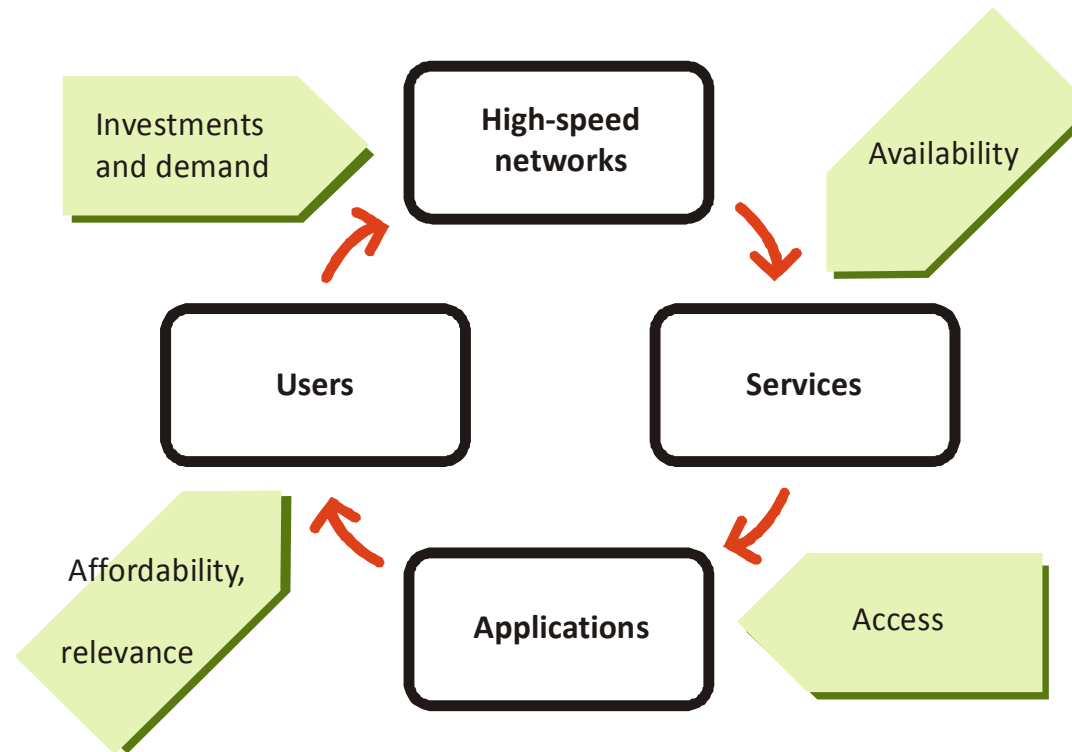 High-speed
networks
Investments
and demand
Availability
Users
Services
Affordability,
relevance
Applications
Access